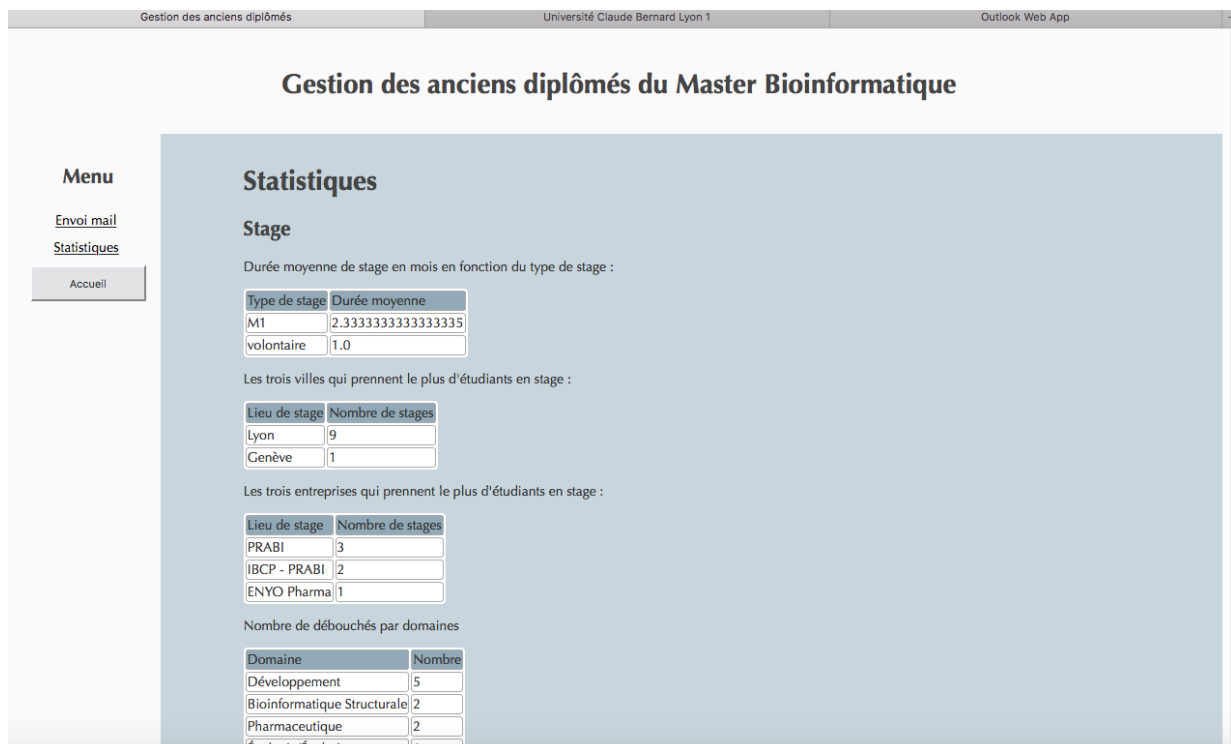 Gestion des anciens diplômés Université Claude Bernard Lyon 1 Outlook Web App
Gestion des anciens diplômés du Master Bioinformatique
Menu
Envoi mail
Statistiques
Accueil
Statistiques
Stage
Durée moyenne de stage en mois en fonction du type de stage :
Type de stage Durée moyenne
M1 2.3333333333333335
volontaire 1.0
Les trois villes qui prennent le plus d'étudiants en stage :
Lieu de stage Nombre de stages
Lyon 9
Genève 1
Les trois entreprises qui prennent le plus d'étudiants en stage :
Lieu de stage Nombre de stages
PRABI 3
IBCP - PRABI 2
ENYO Pharma 1
Nombre de débouchés par domaines
Domaine Nombre
Développement 5
Bioinformatique Structurale 2
Pharmaceutique 2